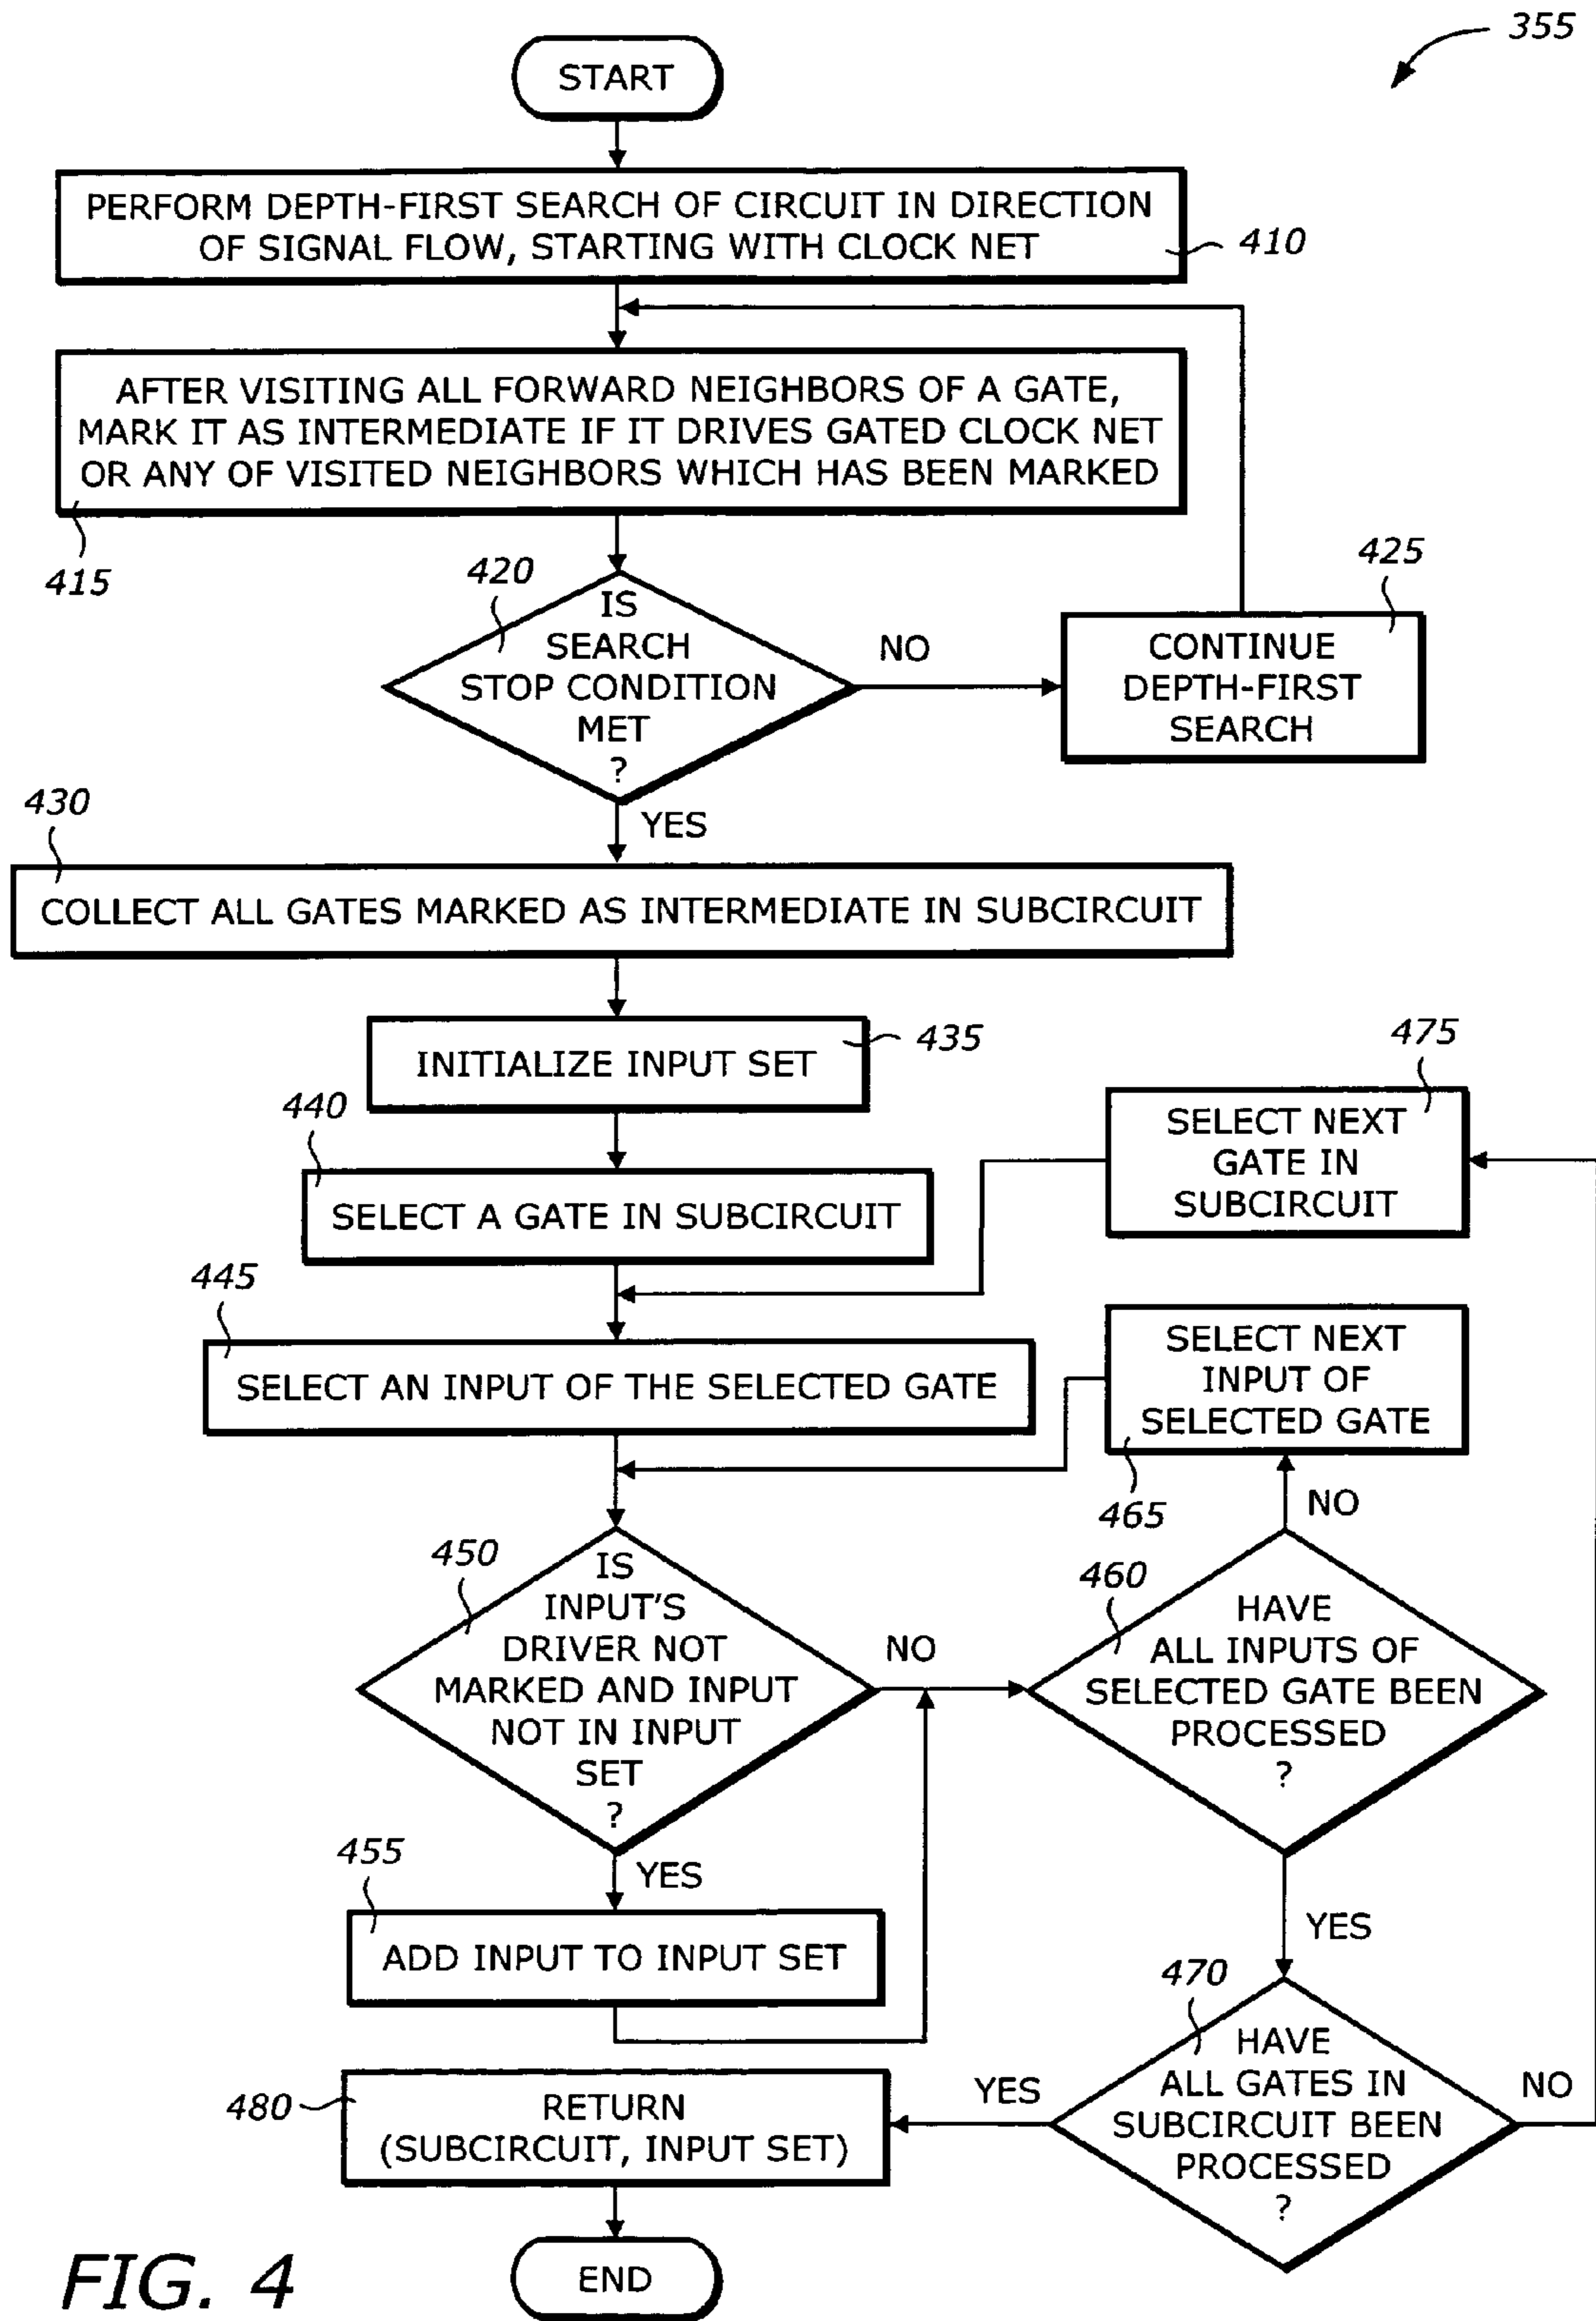 355
START
PERFORM DEPTH-FIRST SEARCH OF CIRCUIT IN DIRECTION
OF SIGNAL FLOW, STARTING WITH CLOCK NET
410
AFTER VISITING ALL FORWARD NEIGHBORS OF A GATE,
MARK IT AS INTERMEDIATE IF IT DRIVES GATED CLOCK NET
OR ANY OF VISITED NEIGHBORS WHICH HAS BEEN MARKED
415
420
IS
SEARCH
STOP CONDITION
MET
?
NO
425
CONTINUE
DEPTH-FIRST
SEARCH
YES
430
COLLECT ALL GATES MARKED AS INTERMEDIATE IN SUBCIRCUIT
INITIALIZE INPUT SET
435
440
SELECT A GATE IN SUBCIRCUIT
475
SELECT NEXT
GATE IN
SUBCIRCUIT
445
SELECT AN INPUT OF THE SELECTED GATE
SELECT NEXT
INPUT OF
SELECTED GATE
465
NO
450
IS
INPUT'S
DRIVER NOT
MARKED AND INPUT
NOT IN INPUT
SET
?
NO
460
HAVE
ALL INPUTS OF
SELECTED GATE BEEN
PROCESSED
?
YES
455
ADD INPUT TO INPUT SET
YES
470
HAVE
ALL GATES IN
SUBCIRCUIT BEEN
PROCESSED
?
NO
YES
480
RETURN
(SUBCIRCUIT, INPUT SET)
END
FIG. 4